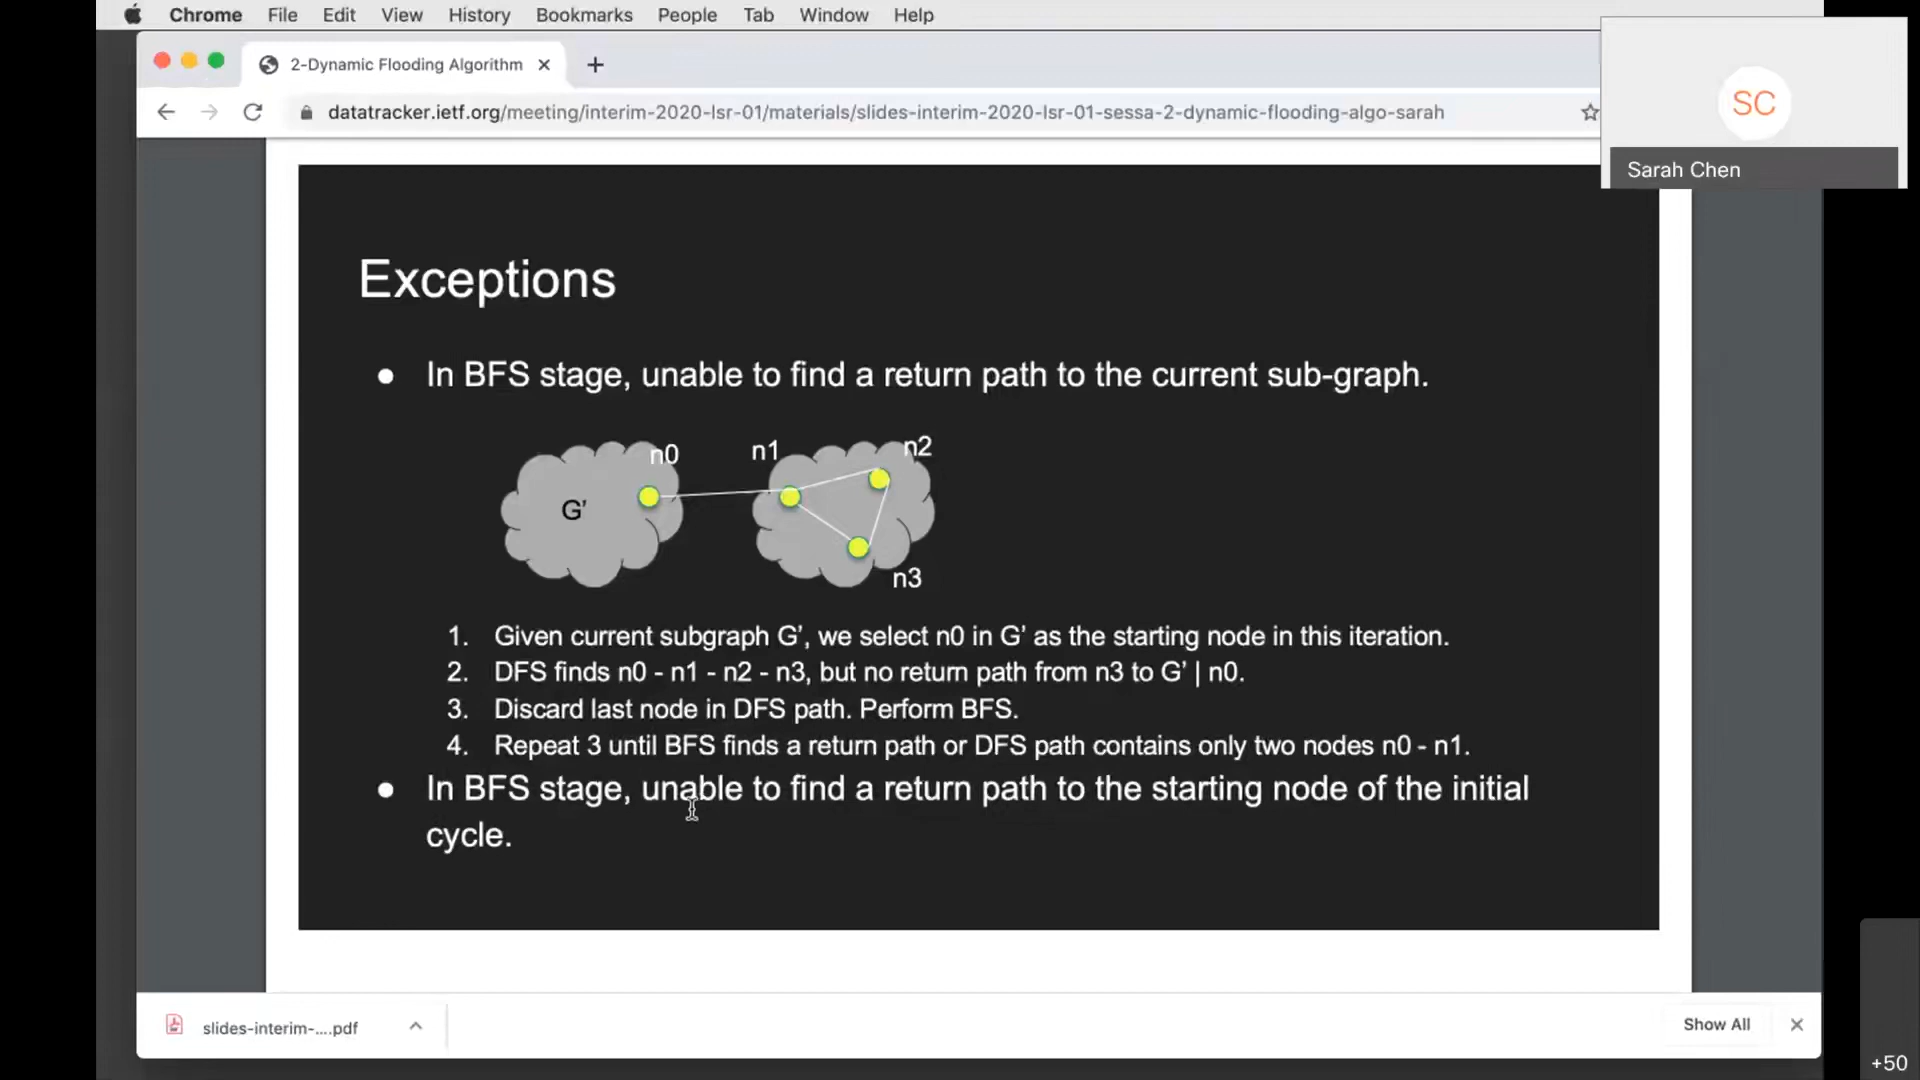 Chrome File Edit View History Bookmarks People Tab Window Help
2-Dynamic Flooding Algorithm
datatracker.ietf.org/meeting/interim-2020-lsr-01/materials/slides-interim-2020-lsr-01-sessa-2-dynamic-flooding-algo-sarah
SC
Sarah Chen
Exceptions
● In BFS stage, unable to find a return path to the current sub-graph.
n0 n1 n2
G'
n3
1. Given current subgraph G', we select n0 in G' as the starting node in this iteration.
2. DFS finds n0 - n1 - n2 - n3, but no return path from n3 to G' | n0.
3. Discard last node in DFS path. Perform BFS.
4. Repeat 3 until BFS finds a return path or DFS path contains only two nodes n0 - n1.
● In BFS stage, unable to find a return path to the starting node of the initial
cycle.
slides-interim-....pdf
Show All
+50